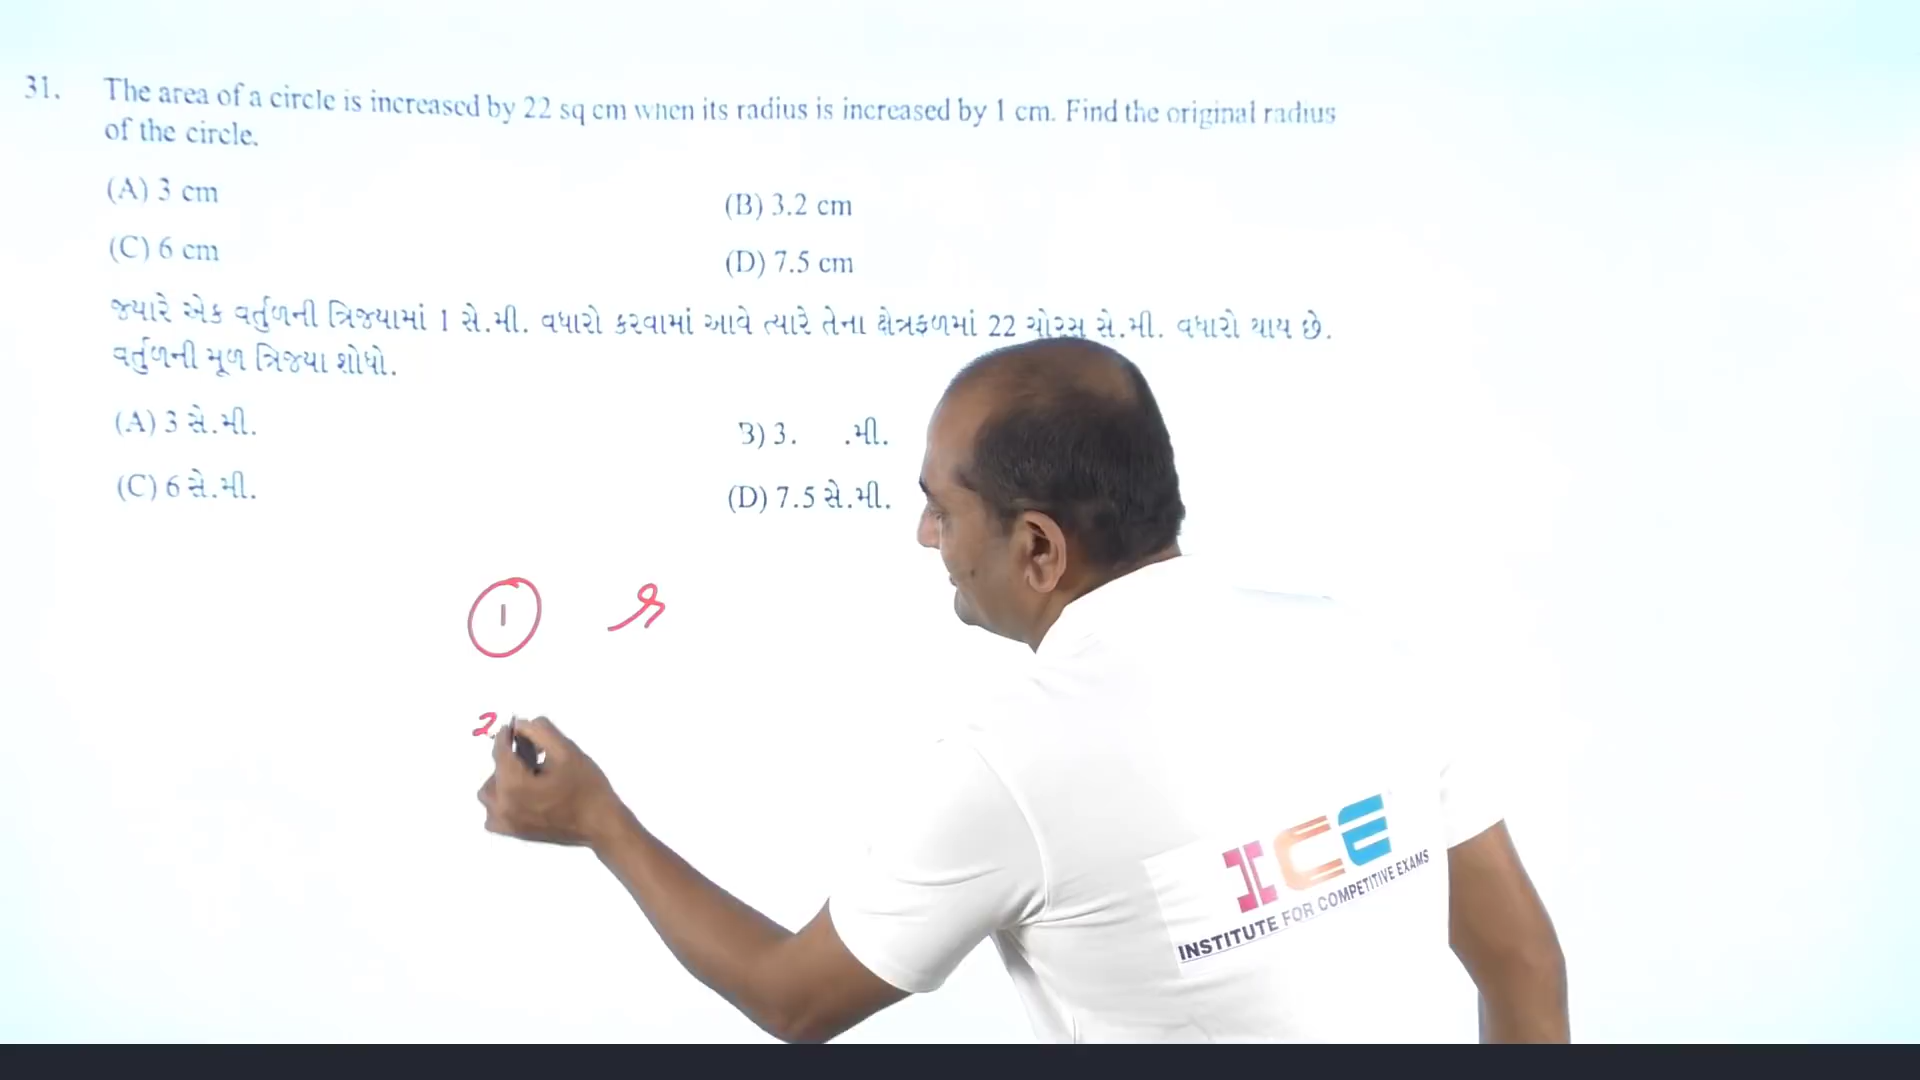 31. The area of a circle is increased by 22 sq cm when its radius is increased by 1 cm. Find the original radius
of the circle.
(A) 3 cm
(B) 3.2 cm
(C) 6 cm
(D) 7.5 cm
જ્યારે એક વર્તુળની ત્રિજ્યામાં 1 સે.મી. વધારો કરવામાં આવે ત્યારે તેના ક્ષેત્રફળમાં 22 ચોરસ સે.મી. વધારો થાય છે.
વર્તુળની મૂળ ત્રિજ્યા શોધો.
(A) 3 સે.મી.
B) 3. .મી.
(C) 6 સે.મી.
(D) 7.5 સે.મી.
1 r
2
ICE
INSTITUTE FOR COMPETITIVE EXAMS